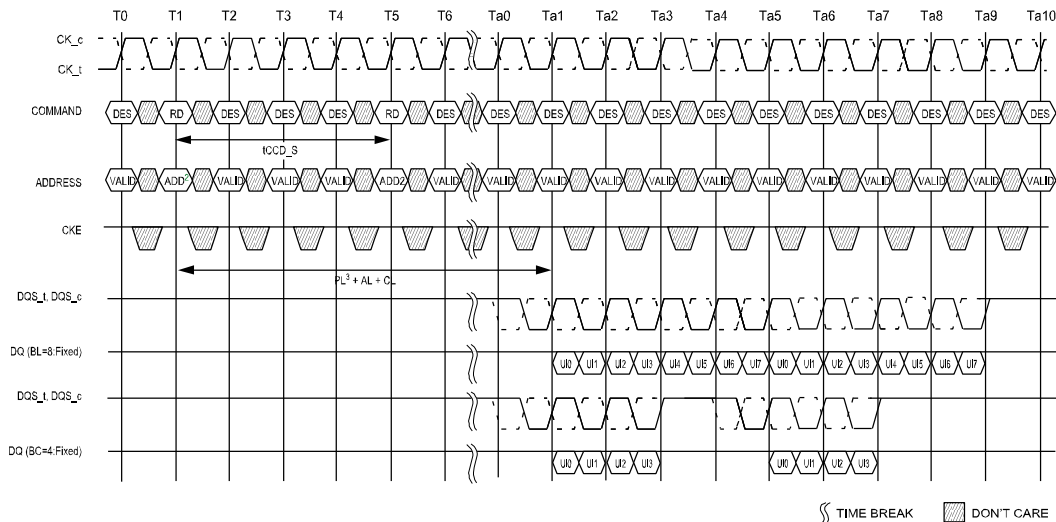 T0 T1 T2 T3 T4 T5 T6 Ta0 Ta1 Ta2 Ta3 Ta4 Ta5 Ta6 Ta7 Ta8 Ta9 Ta10
CK_c
CK_t
COMMAND DES RD DES DES DES RD DES DES DES DES DES DES DES DES DES DES DES DES
tCCD_S
ADDRESS VALID ADD2 VALID VALID VALID ADD2 VALID VALID VALID VALID VALID VALID VALID VALID VALID VALID VALID VALID
CKE
PL3 + AL + CL
DQS_t, DQS_c
DQ (BL=8:Fixed) UI0 UI1 UI2 UI3 UI4 UI5 UI6 UI7 UI0 UI1 UI2 UI3 UI4 UI5 UI6 UI7
DQS_t, DQS_c
DQ (BC=4:Fixed) UI0 UI1 UI2 UI3 UI0 UI1 UI2 UI3
TIME BREAK DON'T CARE